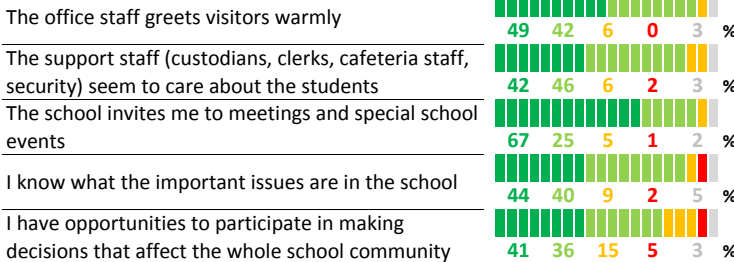 The office staff greets visitors warmly
49 42 6 0 3 %
The support staff (custodians, clerks, cafeteria staff,
security) seem to care about the students
42 46 6 2 3 %
The school invites me to meetings and special school
events
67 25 5 1 2 %
I know what the important issues are in the school
44 40 9 2 5 %
I have opportunities to participate in making
decisions that affect the whole school community
41 36 15 5 3 %